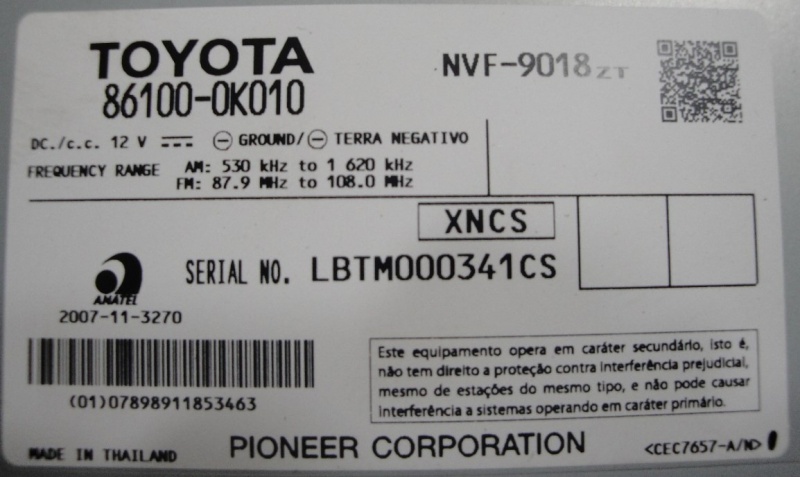 TOYOTA
86100-0K010
NVF-9018ZT
DC./c.c. 12 V ⊖ GROUND/⊖ TERRA NEGATIVO
FREQUENCY RANGE AM: 530 kHz to 1 620 kHz
FM: 87.9 MHz to 108.0 MHz
XNCS
SERIAL NO. LBTM000341CS
ANATEL
2007-11-3270
(01)07898911853463
Este equipamento opera em caráter secundário, isto é,
não tem direito a proteção contra interferência prejudicial,
mesmo de estações do mesmo tipo, e não pode causar
interferência a sistemas operando em caráter primário.
MADE IN THAILAND
PIONEER CORPORATION
<CEC7657-A/N>